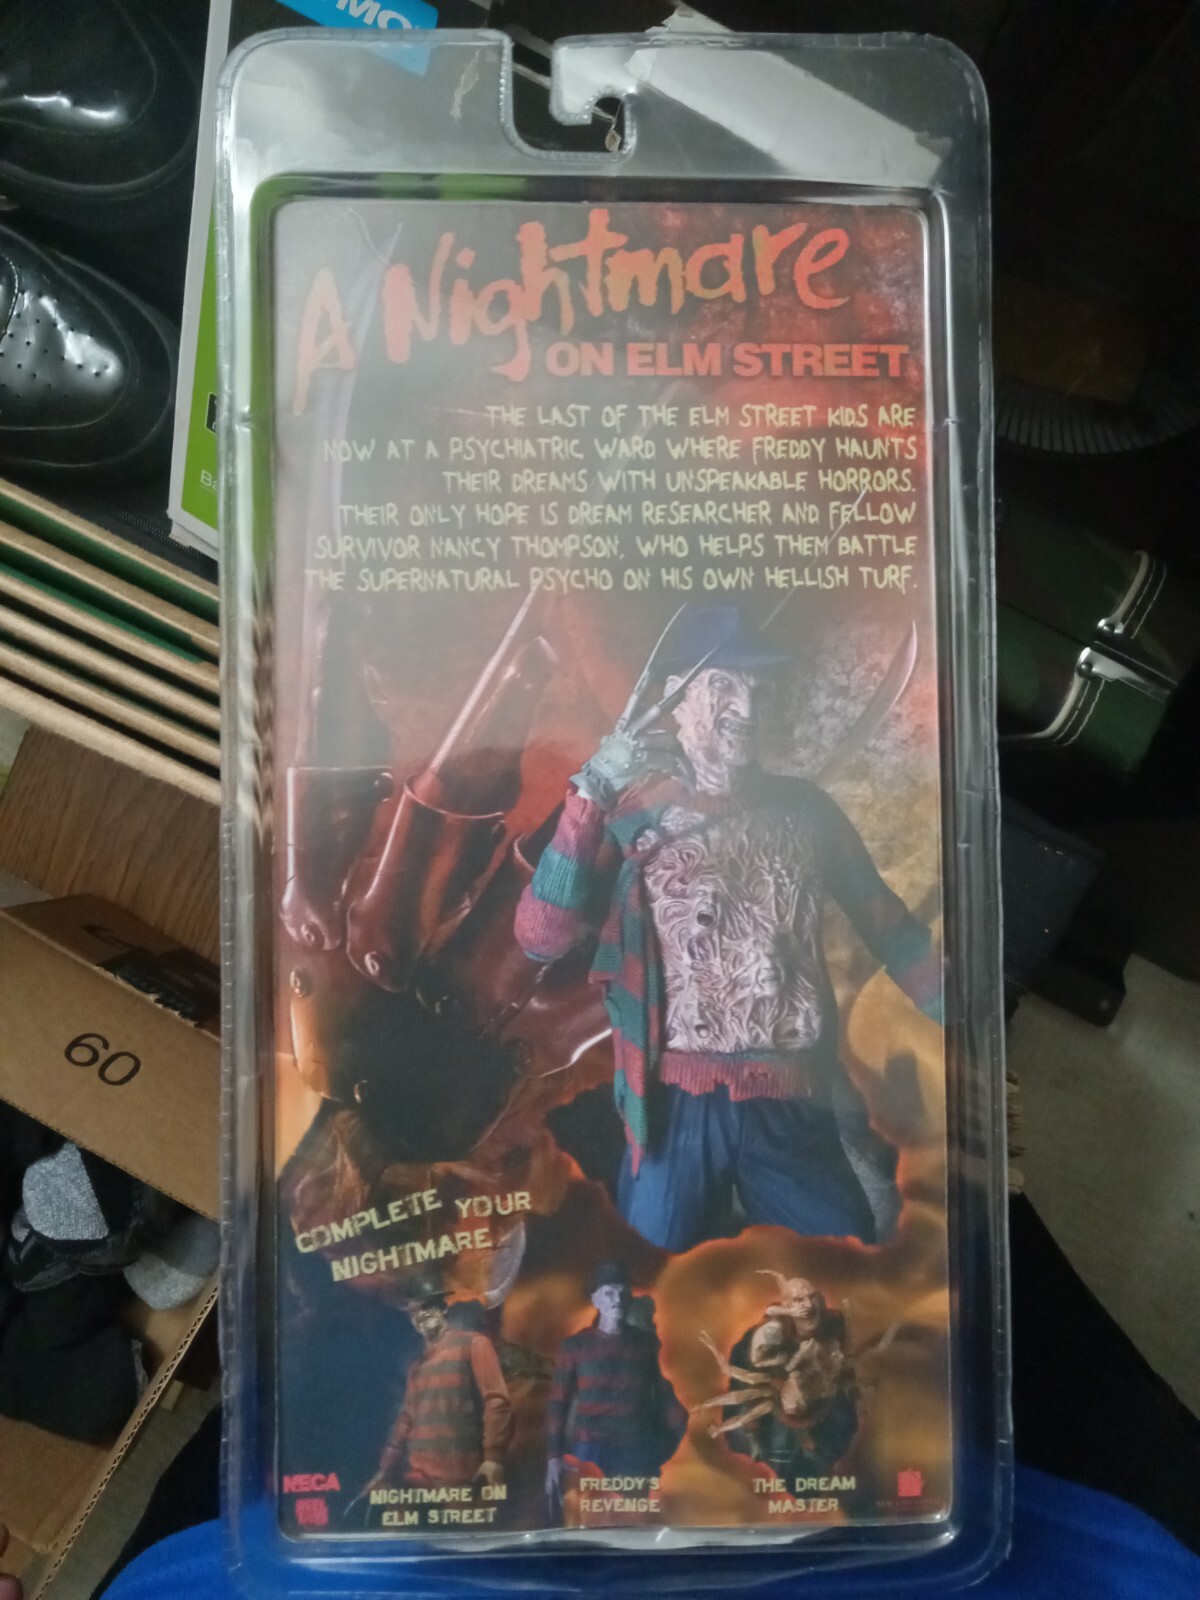 A Nightmare
ON ELM STREET
THE LAST OF THE ELM STREET KIDS ARE
NOW AT A PSYCHIATRIC WARD WHERE FREDDY HAUNTS
THEIR DREAMS WITH UNSPEAKABLE HORRORS.
THEIR ONLY HOPE IS DREAM RESEARCHER AND FELLOW
SURVIVOR NANCY THOMPSON, WHO HELPS THEM BATTLE
THE SUPERNATURAL PSYCHO ON HIS OWN HELLISH TURF.
60
COMPLETE YOUR
NIGHTMARE
NECA
REEL
TOYS
NIGHTMARE ON
ELM STREET
FREDDY'S
REVENGE
THE DREAM
MASTER